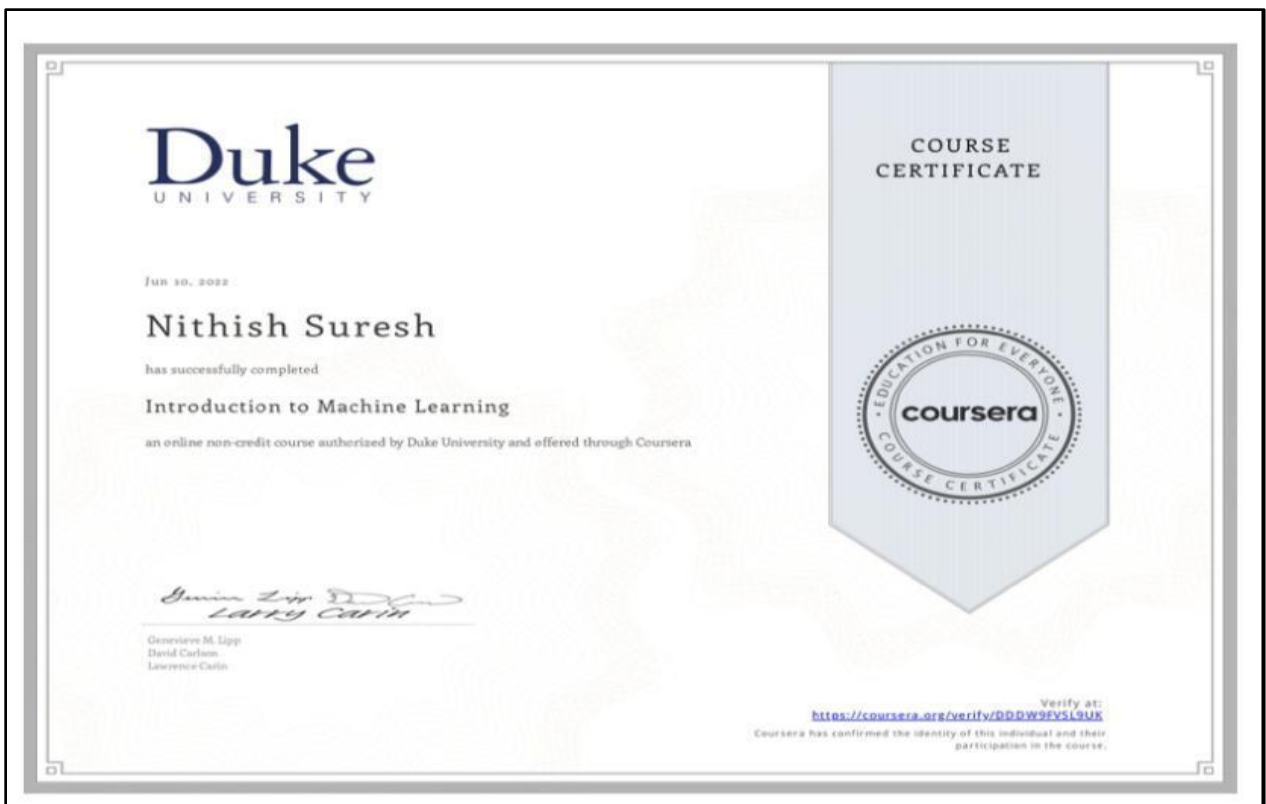 Duke
UNIVERSITY
Jun 10, 2022
Nithish Suresh
has successfully completed
Introduction to Machine Learning
an online non-credit course authorized by Duke University and offered through Coursera
Larry Carin
Genevieve M. Lipp
David Carlson
Lawrence Carin
COURSE
CERTIFICATE
EDUCATION FOR EVERYONE
coursera
COURSE CERTIFICATE
Verify at:
https://coursera.org/verify/DDDW9FVSL9UK
Coursera has confirmed the identity of this individual and their
participation in the course.